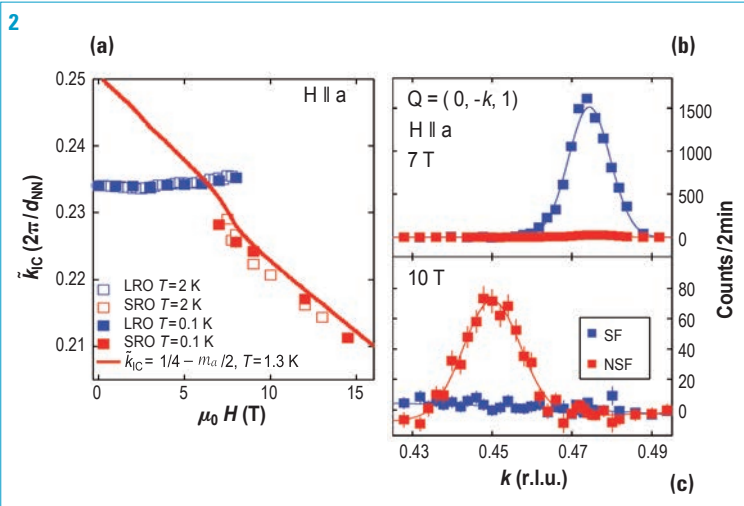 2
(a)
(b)
0.25
0.24
0.23
0.22
0.21
k̃IC (2π/dNN)
H ǁ a
LRO T=2 K
SRO T=2 K
LRO T=0.1 K
SRO T=0.1 K
k̃IC = 1/4 – ma/2, T=1.3 K
0 5 10 15
μ0 H (T)
Q = ( 0, -k, 1)
H ǁ a
7 T
1500
1000
500
0
Counts/2min
10 T
80
60
40
20
0
SF
NSF
0.43 0.45 0.47 0.49
k (r.l.u.)
(c)